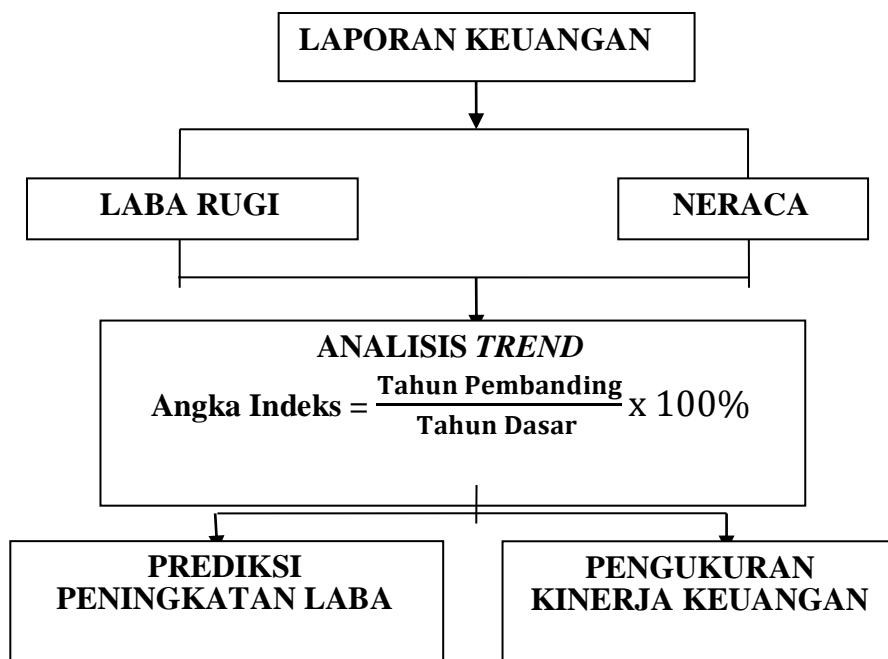 LAPORAN KEUANGAN
LABA RUGI
NERACA
ANALISIS TREND
Angka Indeks = Tahun Pembanding / Tahun Dasar x 100%
PREDIKSI
PENINGKATAN LABA
PENGUKURAN
KINERJA KEUANGAN